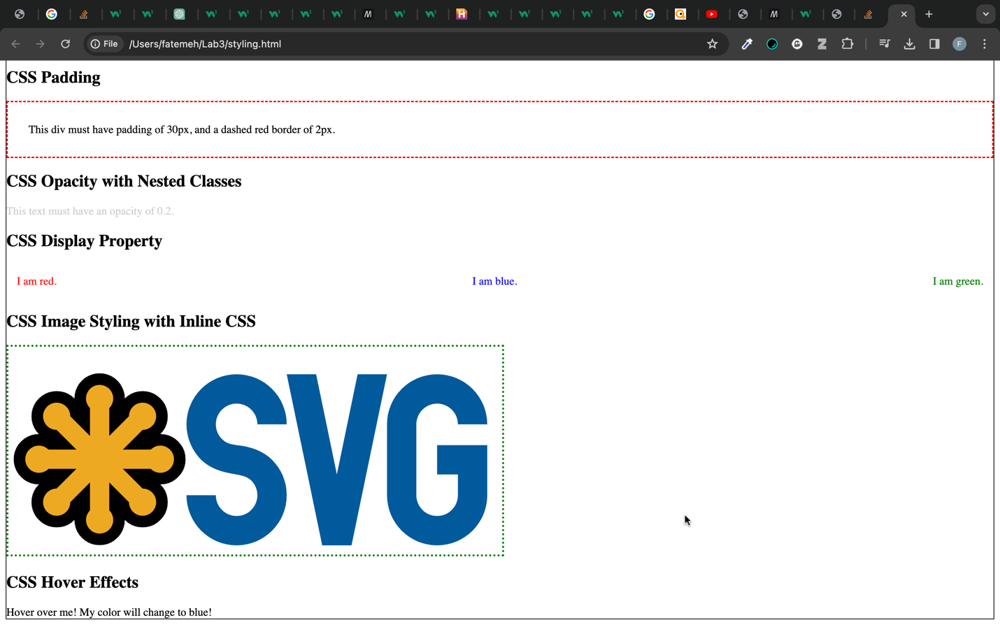 File /Users/fatemeh/Lab3/styling.html
F
CSS Padding
This div must have padding of 30px, and a dashed red border of 2px.
CSS Opacity with Nested Classes
This text must have an opacity of 0.2.
CSS Display Property
I am red. I am blue. I am green.
CSS Image Styling with Inline CSS
SVG
CSS Hover Effects
Hover over me! My color will change to blue!